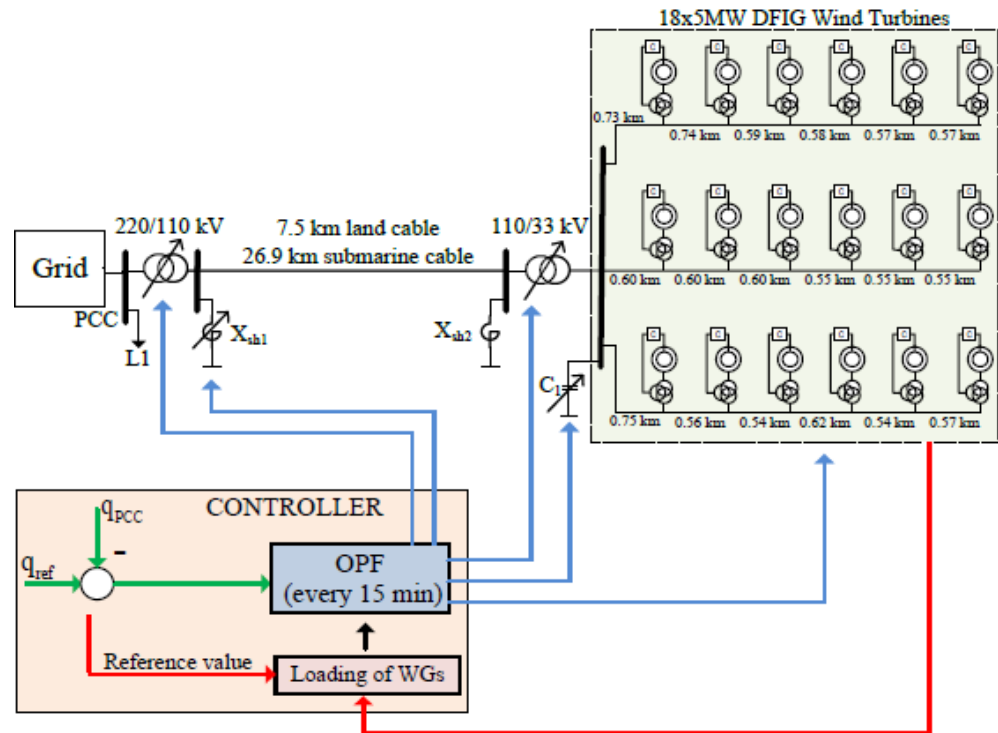 18x5MW DFIG Wind Turbines
C C C C C C
0.73 km
0.74 km 0.59 km 0.58 km 0.57 km 0.57 km
C C C C C C
0.60 km 0.60 km 0.60 km 0.55 km 0.55 km 0.55 km
C C C C C C
0.75 km 0.56 km 0.54 km 0.62 km 0.54 km 0.57 km
220/110 kV
7.5 km land cable
26.9 km submarine cable
110/33 kV
Grid
PCC
L1
Xsh1
Xsh2
C1
CONTROLLER
qPCC
-
qref
OPF
(every 15 min)
Reference value
Loading of WGs